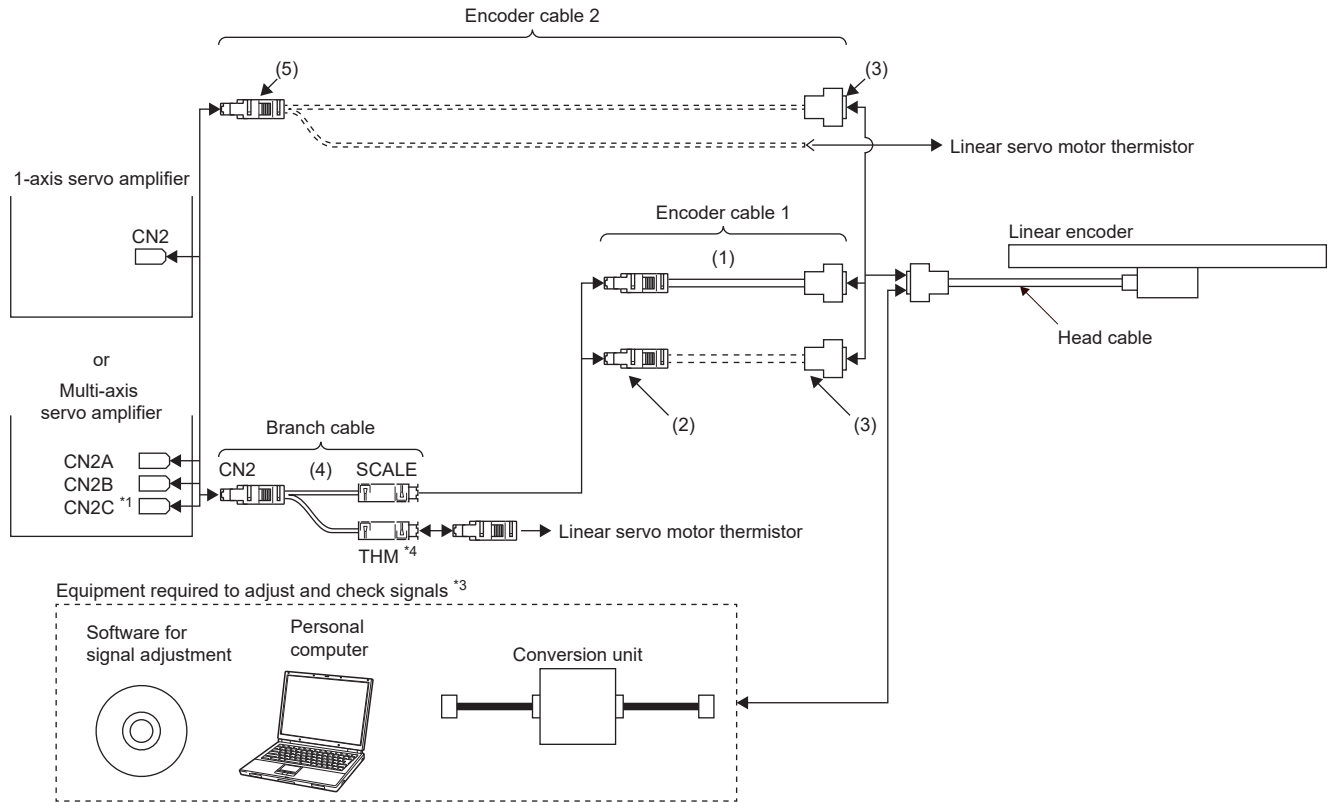 Encoder cable 2
(5)
(3)
Linear servo motor thermistor
1-axis servo amplifier
CN2
Encoder cable 1
(1)
Linear encoder
Head cable
(2)
(3)
or
Multi-axis
servo amplifier
CN2A
CN2B
CN2C *1
Branch cable
CN2
(4)
SCALE
THM *4
Linear servo motor thermistor
Equipment required to adjust and check signals *3
Software for
signal adjustment
Personal
computer
Conversion unit